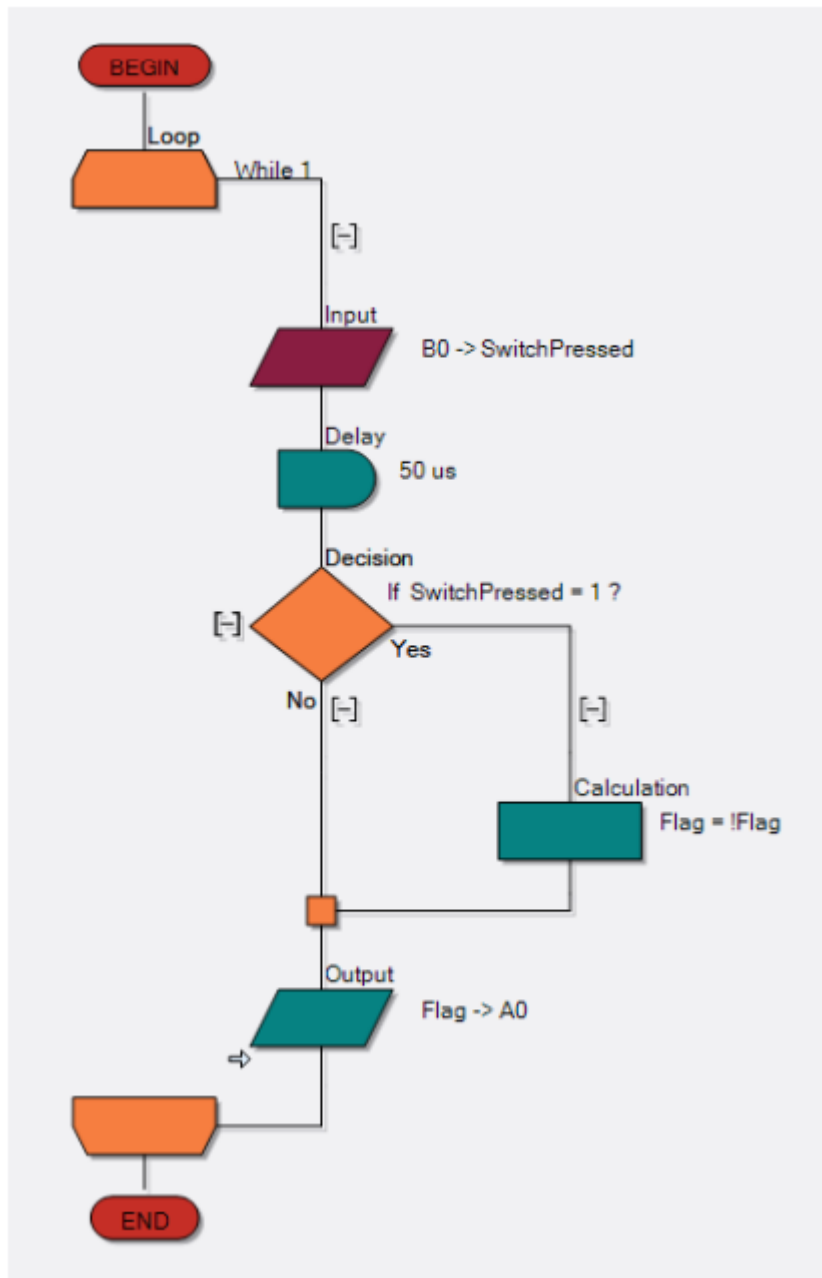 BEGIN
Loop
While 1
[-]
Input
B0 -> SwitchPressed
Delay
50 us
Decision
If SwitchPressed = 1 ?
[-]
Yes
No
[-]
[-]
Calculation
Flag = !Flag
Output
Flag -> A0
END